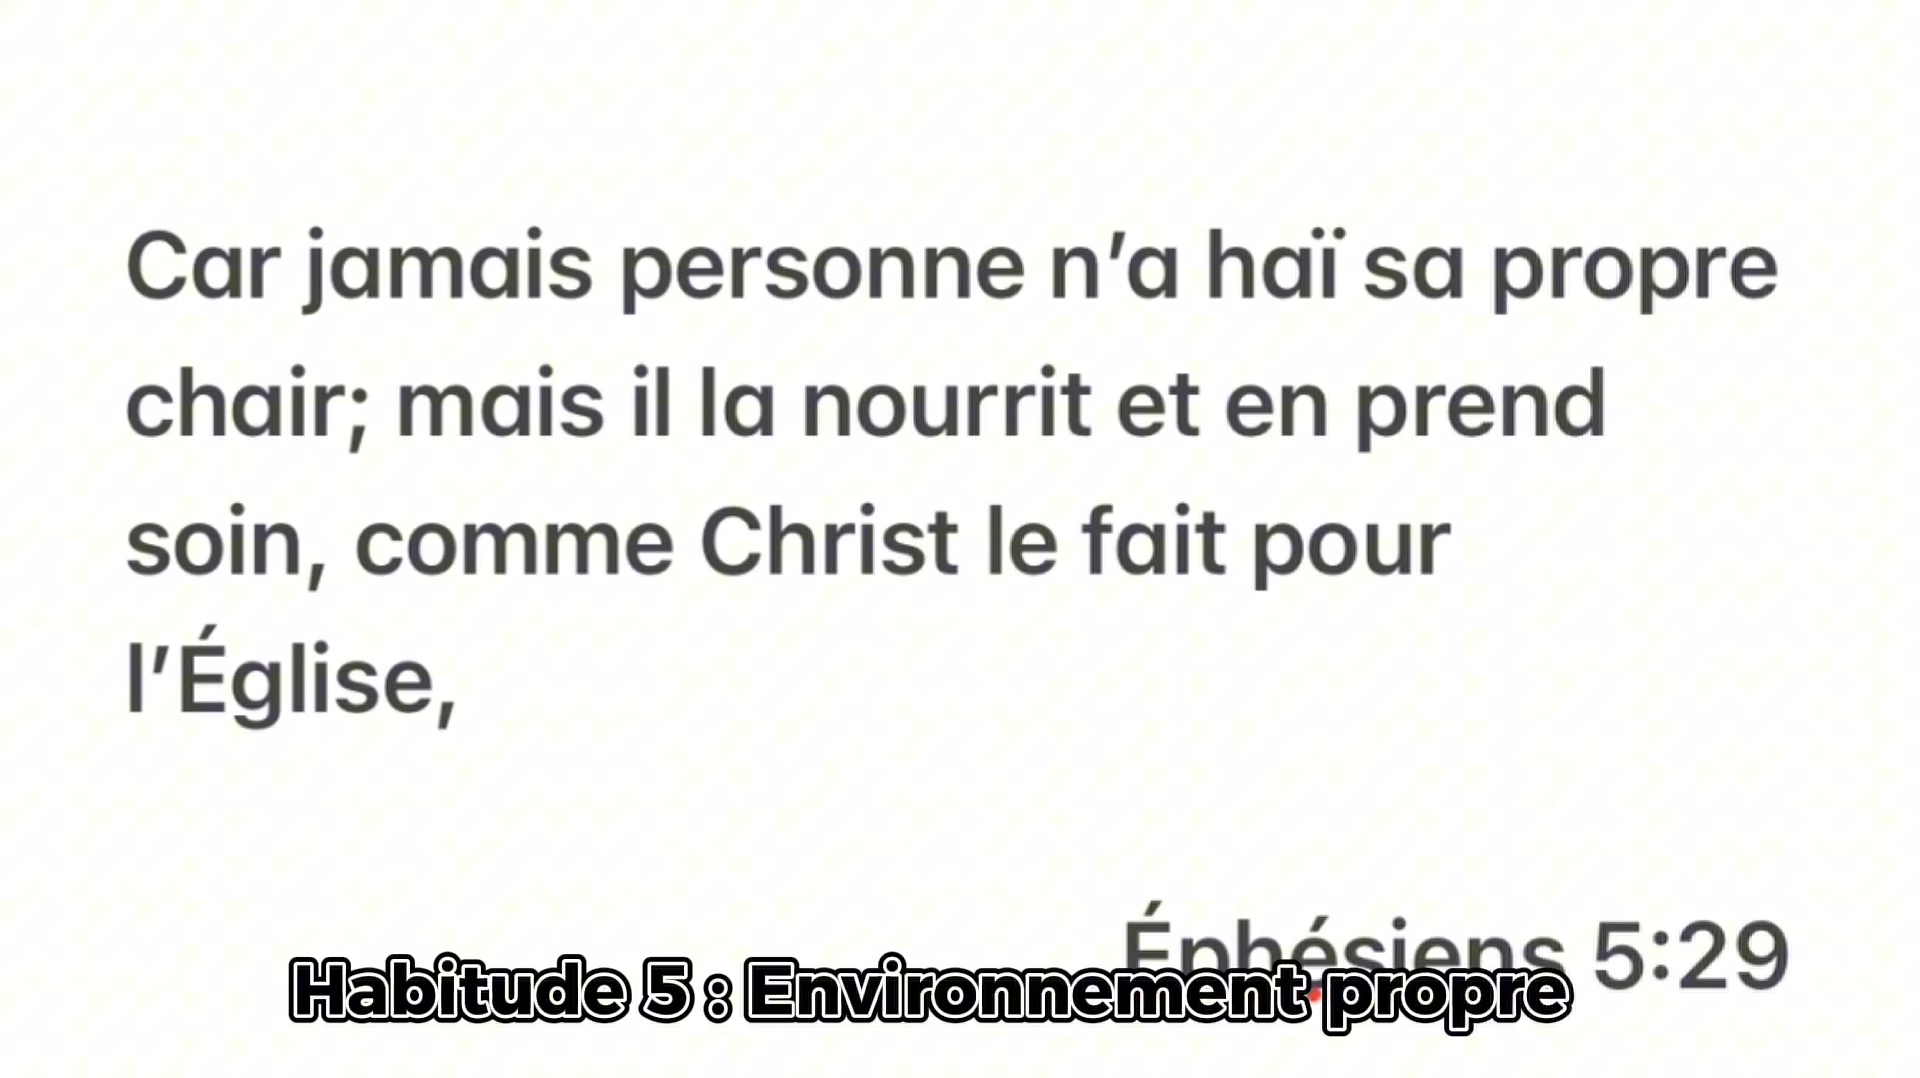 Car jamais personne n’a haï sa propre
chair; mais il la nourrit et en prend
soin, comme Christ le fait pour
l’Église,
Éphésiens 5:29
Habitude 5 : Environnement propre